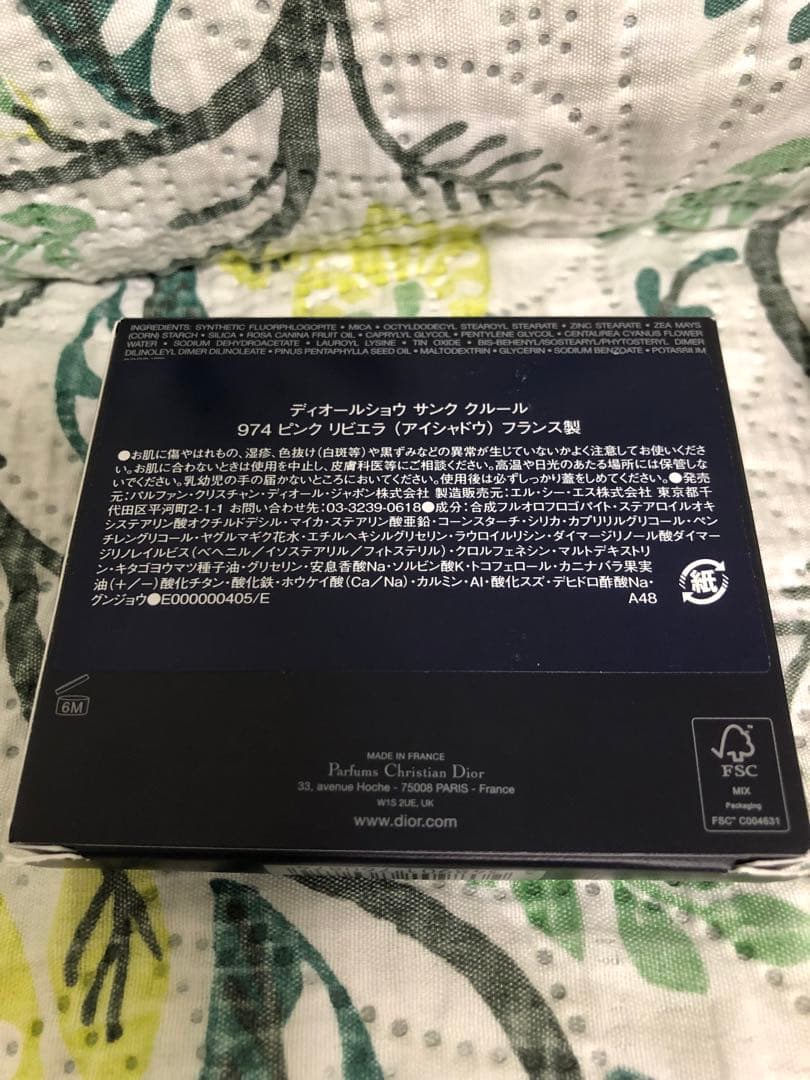 INGREDIENTS: SYNTHETIC FLUORPHLOGOPITE • MICA • OCTYLDODECYL STEAROYL STEARATE • ZINC STEARATE • ZEA MAYS
(CORN) STARCH • SILICA • ROSA CANINA FRUIT OIL • CAPRYLYL GLYCOL • PENTYLENE GLYCOL • CENTAUREA CYANUS FLOWER
WATER • SODIUM DEHYDROACETATE • LAUROYL LYSINE • TIN OXIDE • BIS-BEHENYL/ISOSTEARYL/PHYTOSTERYL DIMER
DILINOLEYL DIMER DILINOLEATE • PINUS PENTAPHYLLA SEED OIL • MALTODEXTRIN • GLYCERIN • SODIUM BENZOATE • POTASSIUM
ディオールショウ サンク クルール
974 ピンク リビエラ (アイシャドウ) フランス製
●お肌に傷やはれもの、湿疹、色抜け(白斑等)や黒ずみなどの異常が生じていないかよく注意してお使いくださ
い。お肌に合わないときは使用を中止し、皮膚科医等にご相談ください。高温や日光のあたる場所には保管し
ないでください。乳幼児の手の届かないところにおいてください。使用後は必ずしっかり蓋をしめてください。●発売
元:パルファン・クリスチャン・ディオール・ジャポン株式会社 製造販売元:エル・シー・エス株式会社 東京都千
代田区平河町2-1-1 お問い合わせ先:03-3239-0618●成分:合成フルオロフロゴパイト・ステアロイルオキ
システアリン酸オクチルドデシル・マイカ・ステアリン酸亜鉛・コーンスターチ・シリカ・カプリリルグリコール・ペン
チレングリコール・ヤグルマギク花水・エチルヘキシルグリセリン・ラウロイルリシン・ダイマージリノール酸ダイマー
ジリノレイルビス(ベヘニル/イソステアリル/フィトステリル)・クロルフェネシン・マルトデキストリ
ン・キタゴヨウマツ種子油・グリセリン・安息香酸Na・ソルビン酸K・トコフェロール・カニナバラ果実
油(+/-)酸化チタン・酸化鉄・ホウケイ酸(Ca/Na)・カルミン・Al・酸化スズ・デヒドロ酢酸Na・
グンジョウ●E000000405/E
A48
紙
6M
MADE IN FRANCE
Parfums Christian Dior
33, avenue Hoche - 75008 PARIS - France
W1S 2UE, UK
www.dior.com
FSC
MIX
Packaging
FSC™ C004631